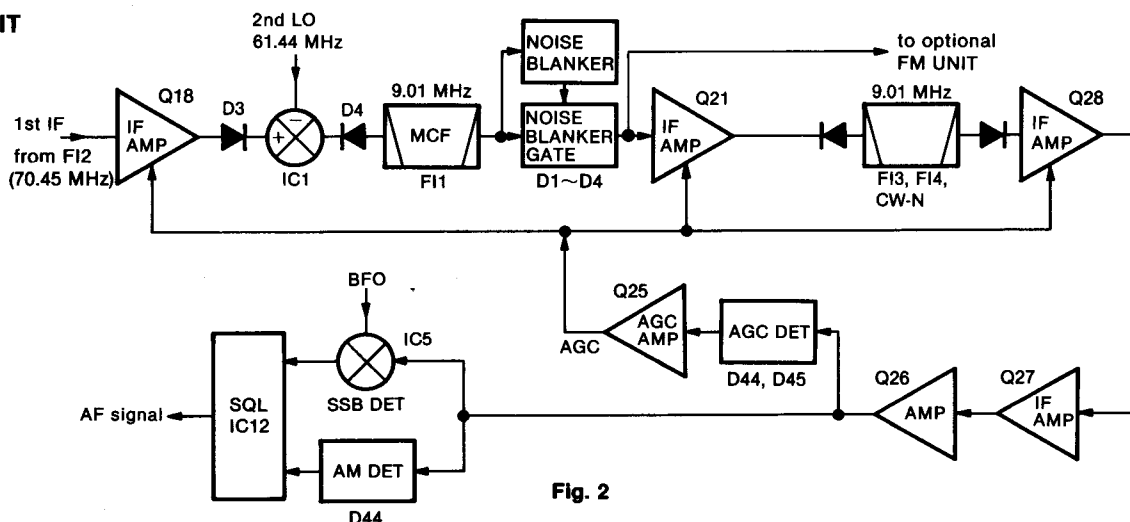 IT
2nd LO
61.44 MHz
NOISE
BLANKER
to optional
FM UNIT
Q18
D3
D4
9.01 MHz
Q21
9.01 MHz
Q28
1st IF
from FI2
(70.45 MHz)
IF
AMP
+
−
IC1
MCF
FI1
NOISE
BLANKER
GATE
D1~D4
IF
AMP
FI3, FI4,
CW-N
IF
AMP
BFO
IC5
SSB DET
Q25
AGC
AMP
AGC
AGC DET
D44, D45
Q26
AMP
Q27
IF
AMP
AF signal
SQL
IC12
AM DET
D44
Fig. 2